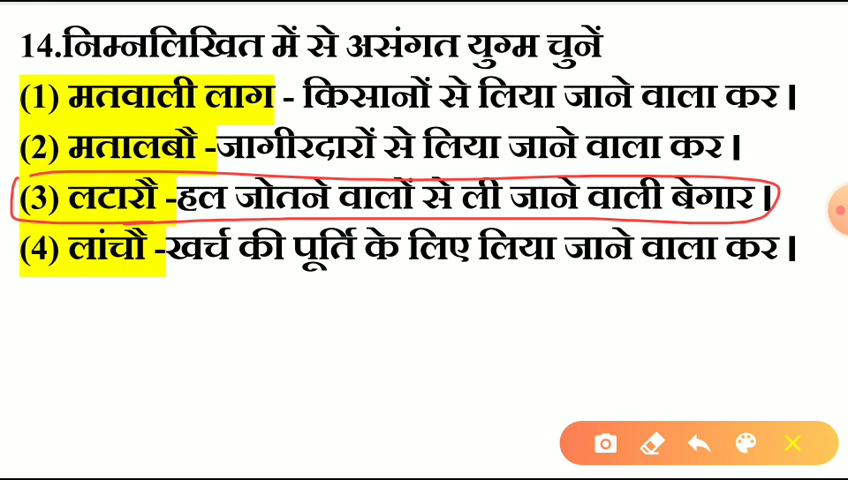 14.निम्नलिखित में से असंगत युग्म चुनें
(1) मतवाली लाग - किसानों से लिया जाने वाला कर ।
(2) मतालबौ -जागीरदारों से लिया जाने वाला कर ।
(3) लटारौ -हल जोतने वालों से ली जाने वाली बेगार ।
(4) लांचौ -खर्च की पूर्ति के लिए लिया जाने वाला कर ।